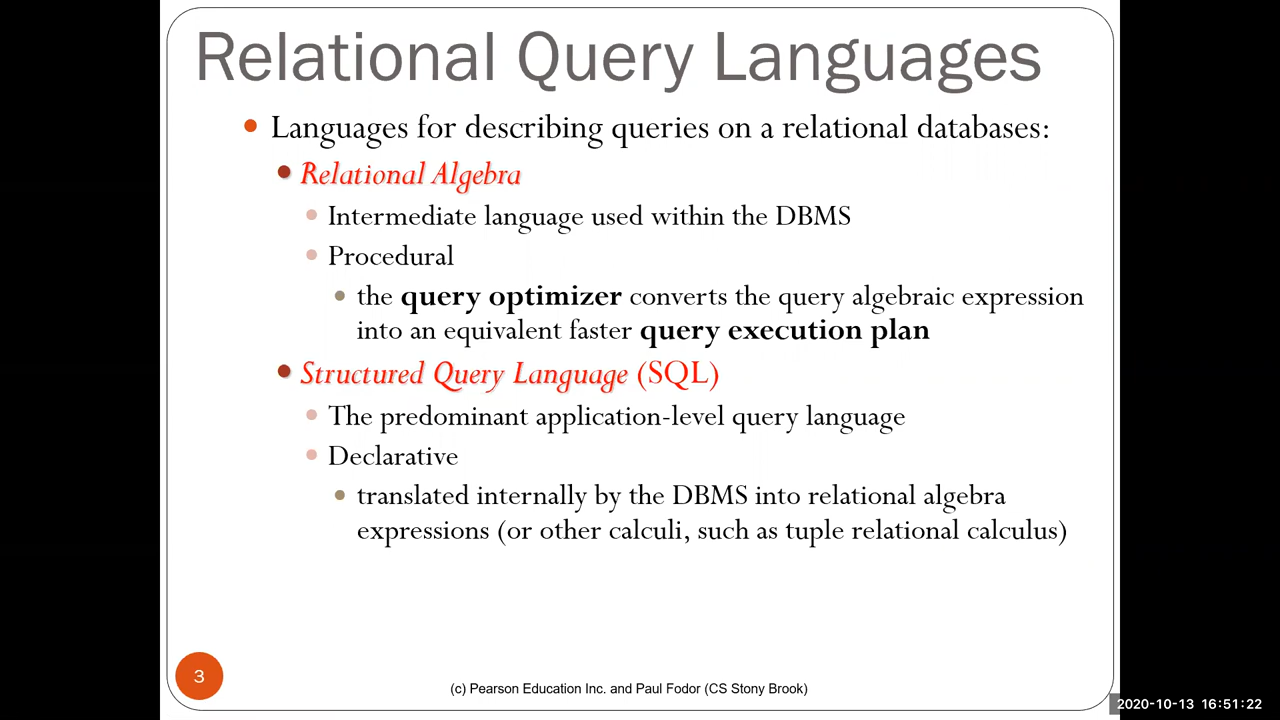 Relational Query Languages
Languages for describing queries on a relational databases:
Relational Algebra
Intermediate language used within the DBMS
Procedural
the query optimizer converts the query algebraic expression
into an equivalent faster query execution plan
Structured Query Language (SQL)
The predominant application-level query language
Declarative
translated internally by the DBMS into relational algebra
expressions (or other calculi, such as tuple relational calculus)
3
(c) Pearson Education Inc. and Paul Fodor (CS Stony Brook)
2020-10-13 16:51:22